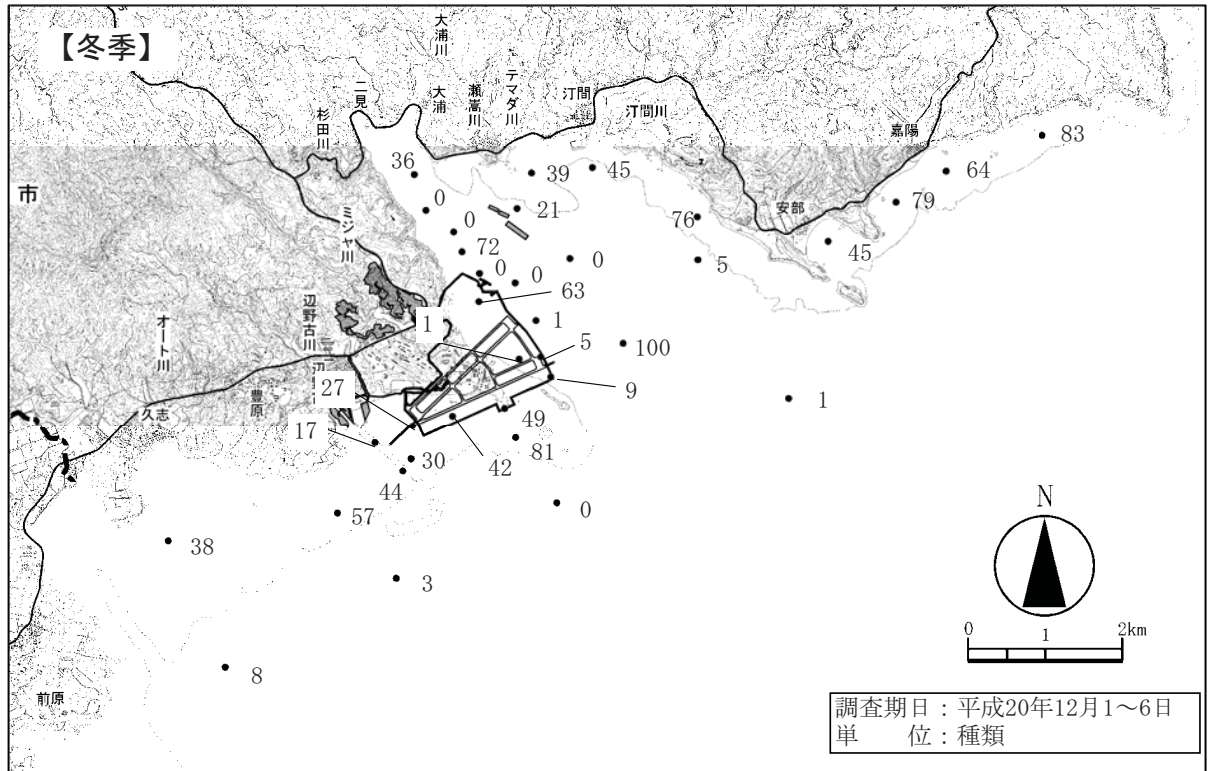 【冬季】
大浦川
二見
大浦
瀬嵩川
テマダ川
汀間
汀間川
杉田川
嘉陽
83
36
39
45
64
市
0
21
76
安部
79
ミジャ川
0
72
0
5
45
0
0
63
辺野古川
1
1
5
100
オート川
27
9
1
豊原
久志
49
17
81
30
42
44
0
57
N
38
3
0 1 2km
8
前原
調査期日：平成20年12月1～6日
単　　位：種類